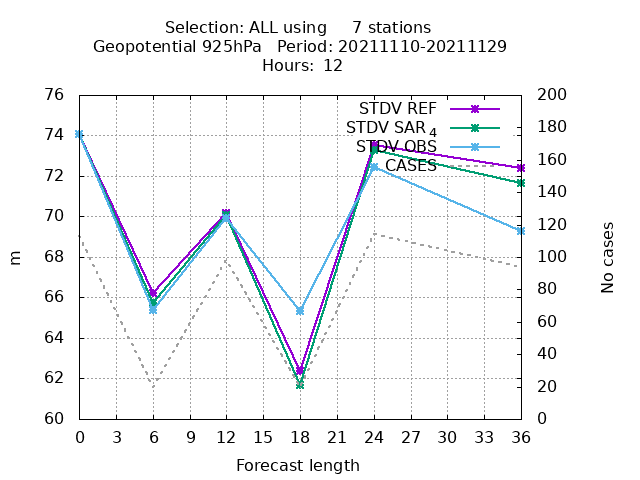 Selection: ALL using 7 stations
Geopotential 925hPa Period: 20211110-20211129
Hours: 12
STDV REF
STDV SAR4
STDV OBS
CASES
76
74
72
70
68
66
64
62
60
m
200
180
160
140
120
100
80
60
40
20
0
No cases
0 3 6 9 12 15 18 21 24 27 30 33 36
Forecast length